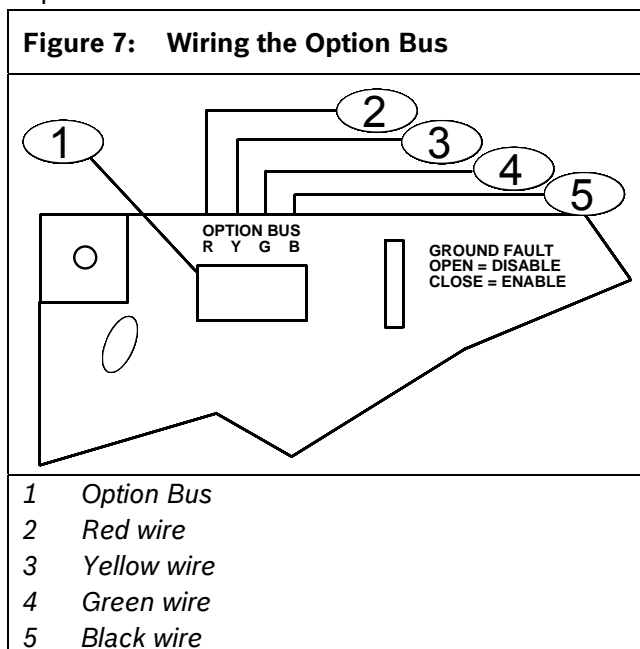 Figure 7: Wiring the Option Bus
2
1
3
4
5
OPTION BUS
R Y G B
GROUND FAULT
OPEN = DISABLE
CLOSE = ENABLE
1 Option Bus
2 Red wire
3 Yellow wire
4 Green wire
5 Black wire